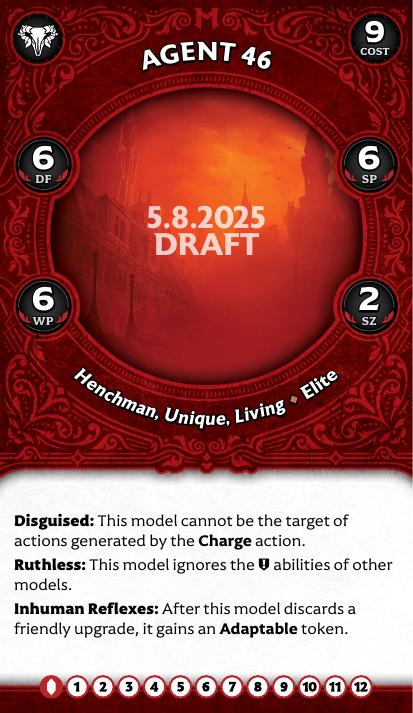 AGENT 46
9
COST
6
DF
6
SP
5.8.2025
DRAFT
6
WP
2
SZ
Henchman, Unique, Living ♦ Elite
Disguised: This model cannot be the target of
actions generated by the Charge action.
Ruthless: This model ignores the abilities of other
models.
Inhuman Reflexes: After this model discards a
friendly upgrade, it gains an Adaptable token.
1 2 3 4 5 6 7 8 9 10 11 12